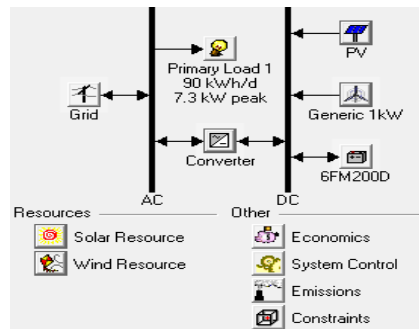 PV
Primary Load 1
90 kWh/d
7.3 kW peak
Grid
Generic 1kW
Converter
6FM200D
AC
DC
Resources
Other
Solar Resource
Economics
Wind Resource
System Control
Emissions
Constraints